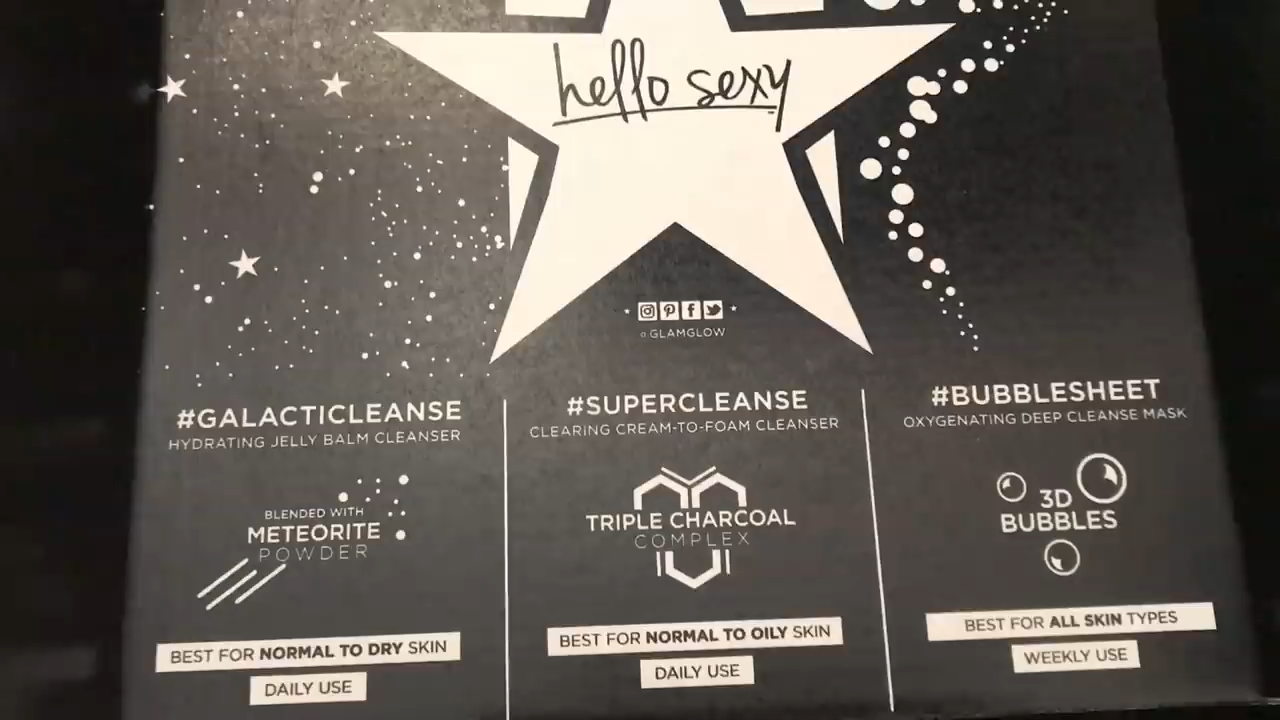 hello sexy
@GLAMGLOW
#GALACTICLEANSE
HYDRATING JELLY BALM CLEANSER
BLENDED WITH
METEORITE
POWDER
BEST FOR NORMAL TO DRY SKIN
DAILY USE
#SUPERCLEANSE
CLEARING CREAM-TO-FOAM CLEANSER
TRIPLE CHARCOAL
COMPLEX
BEST FOR NORMAL TO OILY SKIN
DAILY USE
#BUBBLESHEET
OXYGENATING DEEP CLEANSE MASK
3D
BUBBLES
BEST FOR ALL SKIN TYPES
WEEKLY USE